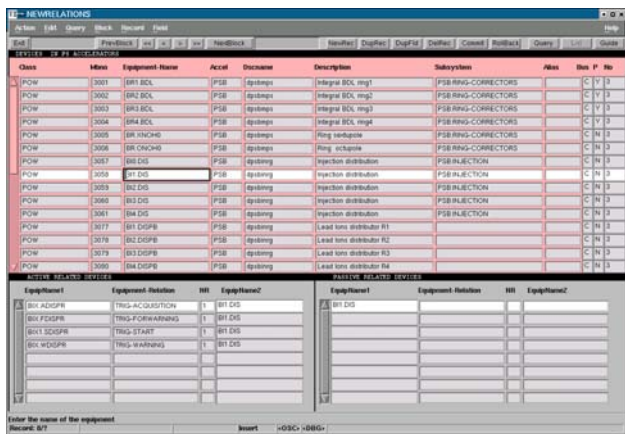 NEWRELATIONS
Action Edit Query Block Record Field Help
Exit PrevBlock << < > >> NextBlock NewRec DupRec DupFld DelRec Commit RollBack Query List Guide
DEVICES IN PS ACCELERATORS
Class Mbno Equipment-Name Accel Dscname Description Subsystem Alias Bus P No
POW 3001 BR1.BDL PSB dpsbmps Integral BDL ring1 PSB:RING-CORRECTORS C Y 3
POW 3002 BR2.BDL PSB dpsbmps Integral BDL ring2 PSB:RING-CORRECTORS C Y 3
POW 3003 BR3.BDL PSB dpsbmps Integral BDL ring3 PSB:RING-CORRECTORS C Y 3
POW 3004 BR4.BDL PSB dpsbmps Integral BDL ring4 PSB:RING-CORRECTORS C Y 3
POW 3005 BR.XNOH0 PSB dpsbmps Ring sextupole PSB:RING-CORRECTORS C N 3
POW 3006 BR.ONOH0 PSB dpsbmps Ring octupole PSB:RING-CORRECTORS C N 3
POW 3057 BI0.DIS PSB dpsbinrg Injection distribution PSB:INJECTION C N 3
POW 3058 BI1.DIS PSB dpsbinrg Injection distribution PSB:INJECTION C N 3
POW 3059 BI2.DIS PSB dpsbinrg Injection distribution PSB:INJECTION C N 3
POW 3060 BI3.DIS PSB dpsbinrg Injection distribution PSB:INJECTION C N 3
POW 3061 BI4.DIS PSB dpsbinrg Injection distribution PSB:INJECTION C N 3
POW 3077 BI1.DISPB PSB dpsbinrg Lead ions distributor R1 C N 3
POW 3078 BI2.DISPB PSB dpsbinrg Lead ions distributor R2 C N 3
POW 3079 BI3.DISPB PSB dpsbinrg Lead ions distributor R3 C N 3
POW 3080 BI4.DISPB PSB dpsbinrg Lead ions distributor R4 C N 3
ACTIVE RELATED DEVICES PASSIVE RELATED DEVICES
EquipName1 Equipment-Relation NR EquipName2 EquipName1 Equipment-Relation NR EquipName2
BIX.ADISPR TRIG-ACQUISITION 1 BI1.DIS BI1.DIS
BIX.FDISPR TRIG-FORWARNING 1 BI1.DIS
BIX1.SDISPR TRIG-START 1 BI1.DIS
BIX.WDISPR TRIG-WARNING 1 BI1.DIS
Enter the name of the equipment
Record: 8/? Insert <OSC> <DBG>